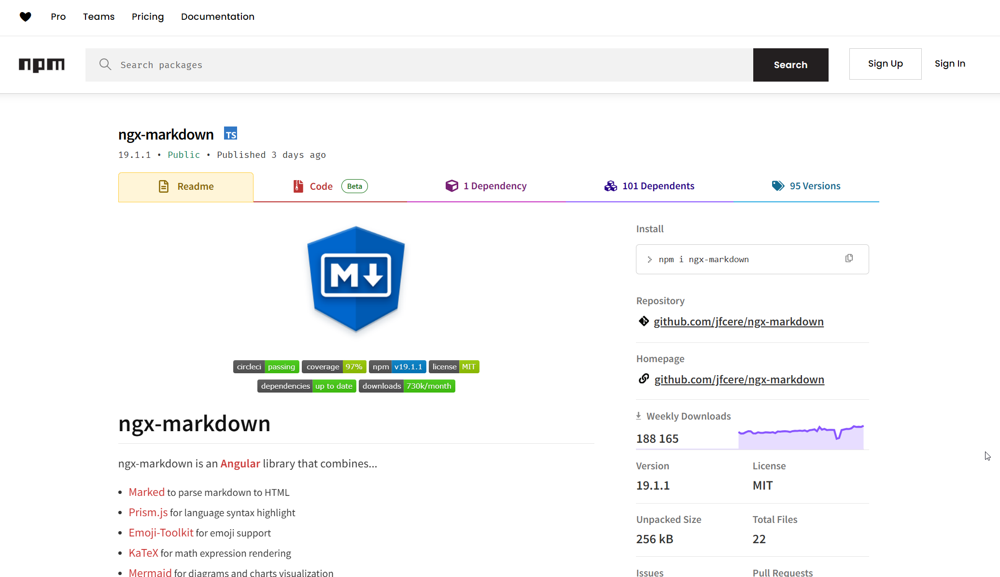 Pro Teams Pricing Documentation
npm Search packages Search Sign Up Sign In
ngx-markdown TS
19.1.1 • Public • Published 3 days ago
Readme Code Beta 1 Dependency 101 Dependents 95 Versions
M
circleci passing coverage 97% npm v19.1.1 license MIT
dependencies up to date downloads 730k/month
ngx-markdown
ngx-markdown is an Angular library that combines...
• Marked to parse markdown to HTML
• Prism.js for language syntax highlight
• Emoji-Toolkit for emoji support
• KaTeX for math expression rendering
• Mermaid for diagrams and charts visualization
Install
npm i ngx-markdown
Repository
github.com/jfcere/ngx-markdown
Homepage
github.com/jfcere/ngx-markdown
Weekly Downloads
188 165
Version License
19.1.1 MIT
Unpacked Size Total Files
256 kB 22
Issues Pull Requests